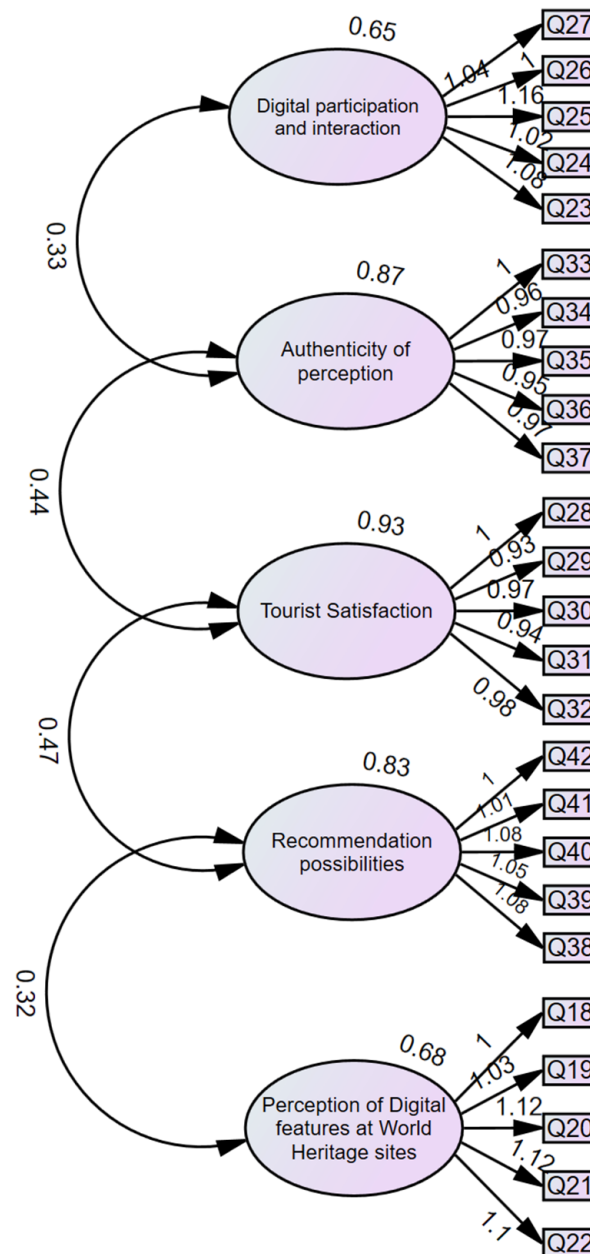 0.65
Digital participation
and interaction
1.04
1
1.16
1.02
1.08
Q27
Q26
Q25
Q24
Q23
0.33
0.87
Authenticity of
perception
1
0.96
0.97
0.95
0.97
Q33
Q34
Q35
Q36
Q37
0.44
0.93
Tourist Satisfaction
1
0.93
0.97
0.94
0.98
Q28
Q29
Q30
Q31
Q32
0.47
0.83
Recommendation
possibilities
1
1.01
1.08
1.05
1.08
Q42
Q41
Q40
Q39
Q38
0.32
0.68
Perception of Digital
features at World
Heritage sites
1
1.03
1.12
1.12
1.1
Q18
Q19
Q20
Q21
Q22